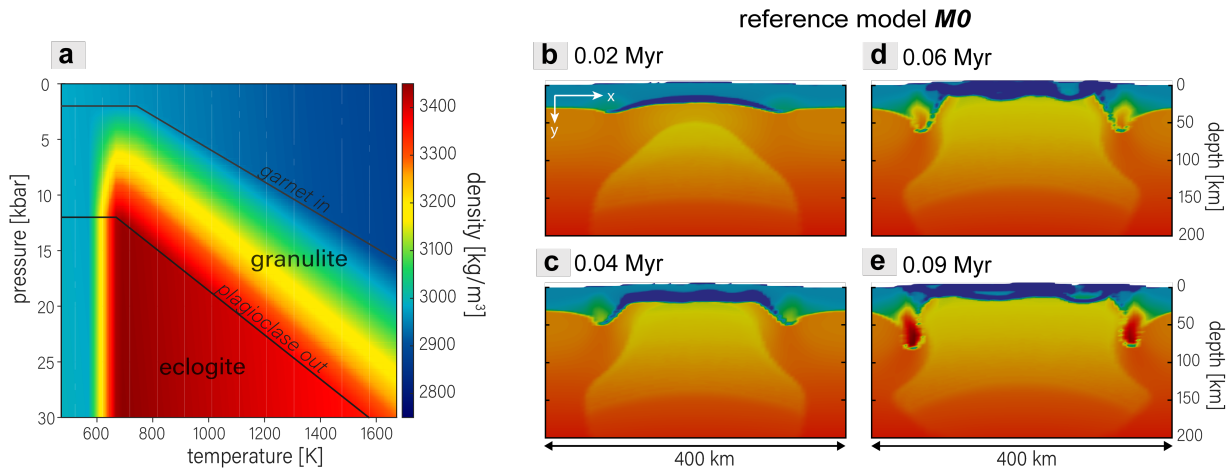 reference model M0
a
0
5
10
15
20
25
30
pressure [kbar]
600 800 1000 1200 1400 1600
temperature [K]
garnet in
granulite
plagioclase out
eclogite
3400
3300
3200
3100
3000
2900
2800
density [kg/m³]
b 0.02 Myr
x
y
d 0.06 Myr
0
50
100
150
200
depth [km]
c 0.04 Myr
400 km
e 0.09 Myr
0
50
100
150
200
depth [km]
400 km